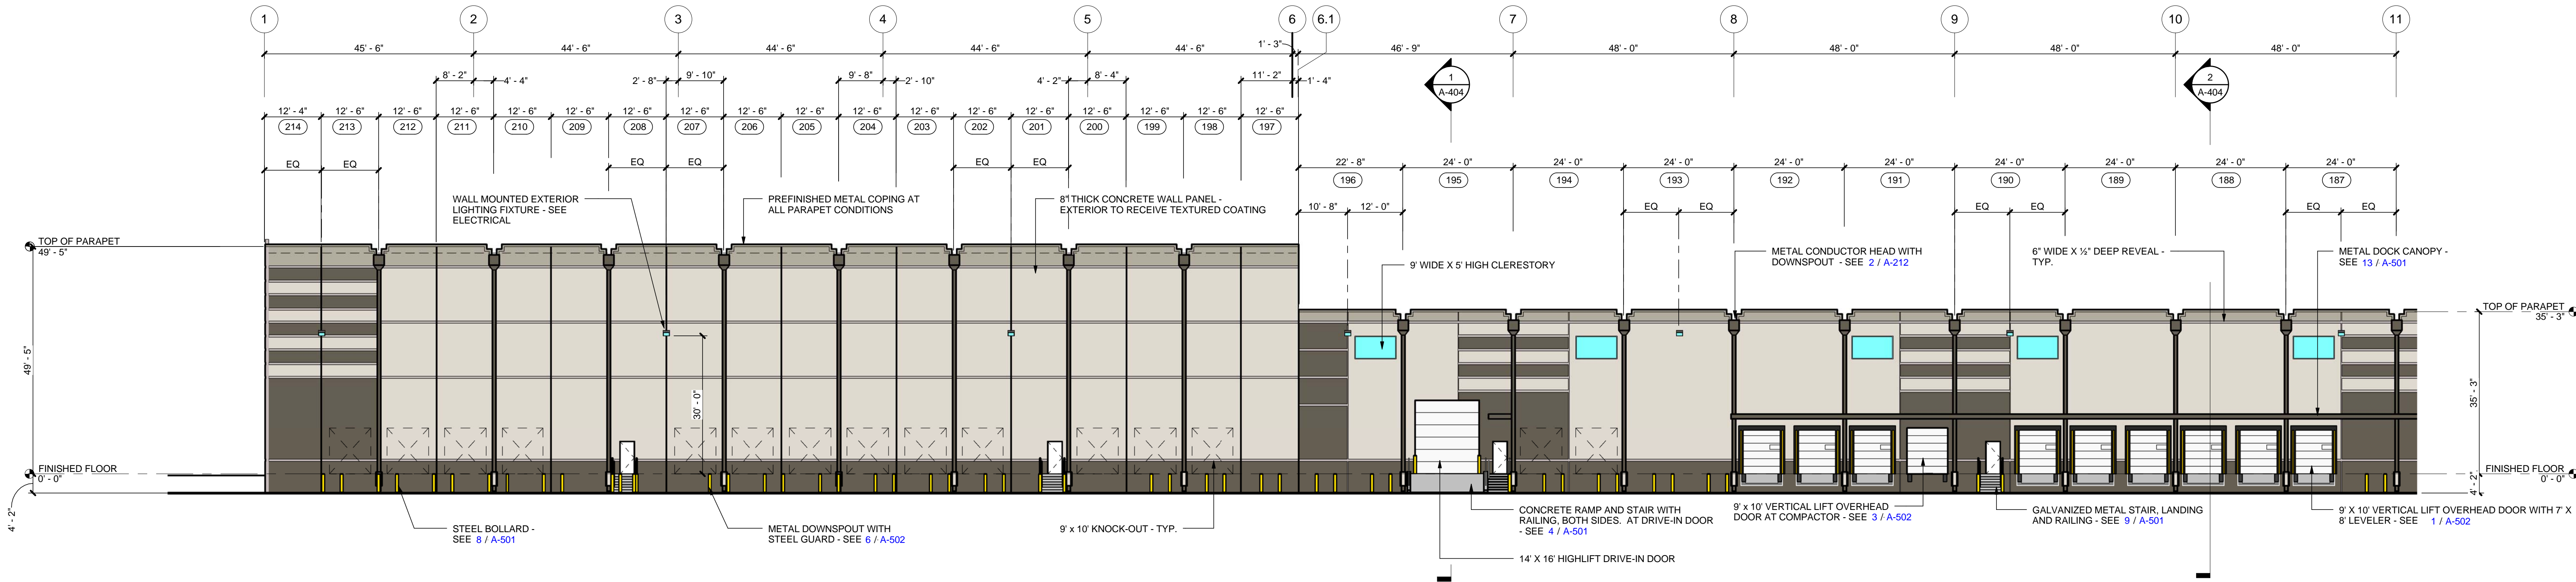 1 2 3 4 5 6 6.1 7 8 9 10 11
45' - 6" 44' - 6" 44' - 6" 44' - 6" 44' - 6" 1' - 3" 46' - 9" 48' - 0" 48' - 0" 48' - 0" 48' - 0"
8' - 2" 4' - 4" 2' - 8" 9' - 10" 9' - 8" 2' - 10" 4' - 2" 8' - 4" 11' - 2" 1' - 4"
1
A-404
2
A-404
12' - 4" 12' - 6" 12' - 6" 12' - 6" 12' - 6" 12' - 6" 12' - 6" 12' - 6" 12' - 6" 12' - 6" 12' - 6" 12' - 6" 12' - 6" 12' - 6" 12' - 6" 12' - 6" 12' - 6" 12' - 6"
214 213 212 211 210 209 208 207 206 205 204 203 202 201 200 199 198 197
EQ EQ EQ EQ EQ EQ
22' - 8" 24' - 0" 24' - 0" 24' - 0" 24' - 0" 24' - 0" 24' - 0" 24' - 0" 24' - 0" 24' - 0"
196 195 194 193 192 191 190 189 188 187
10' - 8" 12' - 0" EQ EQ EQ EQ EQ EQ
WALL MOUNTED EXTERIOR
LIGHTING FIXTURE - SEE
ELECTRICAL
PREFINISHED METAL COPING AT
ALL PARAPET CONDITIONS
8" THICK CONCRETE WALL PANEL -
EXTERIOR TO RECEIVE TEXTURED COATING
9' WIDE X 5' HIGH CLERESTORY
METAL CONDUCTOR HEAD WITH
DOWNSPOUT - SEE 2 / A-212
6" WIDE X ½" DEEP REVEAL -
TYP.
METAL DOCK CANOPY -
SEE 13 / A-501
TOP OF PARAPET
49' - 5"
TOP OF PARAPET
35' - 3"
49' - 5"
30' - 0"
35' - 3"
FINISHED FLOOR
0' - 0"
FINISHED FLOOR
0' - 0"
4' - 2"
4' - 2"
STEEL BOLLARD -
SEE 8 / A-501
METAL DOWNSPOUT WITH
STEEL GUARD - SEE 6 / A-502
9' x 10' KNOCK-OUT - TYP.
CONCRETE RAMP AND STAIR WITH
RAILING, BOTH SIDES. AT DRIVE-IN DOOR
- SEE 4 / A-501
14' X 16' HIGHLIFT DRIVE-IN DOOR
9' x 10' VERTICAL LIFT OVERHEAD
DOOR AT COMPACTOR - SEE 3 / A-502
GALVANIZED METAL STAIR, LANDING
AND RAILING - SEE 9 / A-501
9' X 10' VERTICAL LIFT OVERHEAD DOOR WITH 7' X
8' LEVELER - SEE 1 / A-502